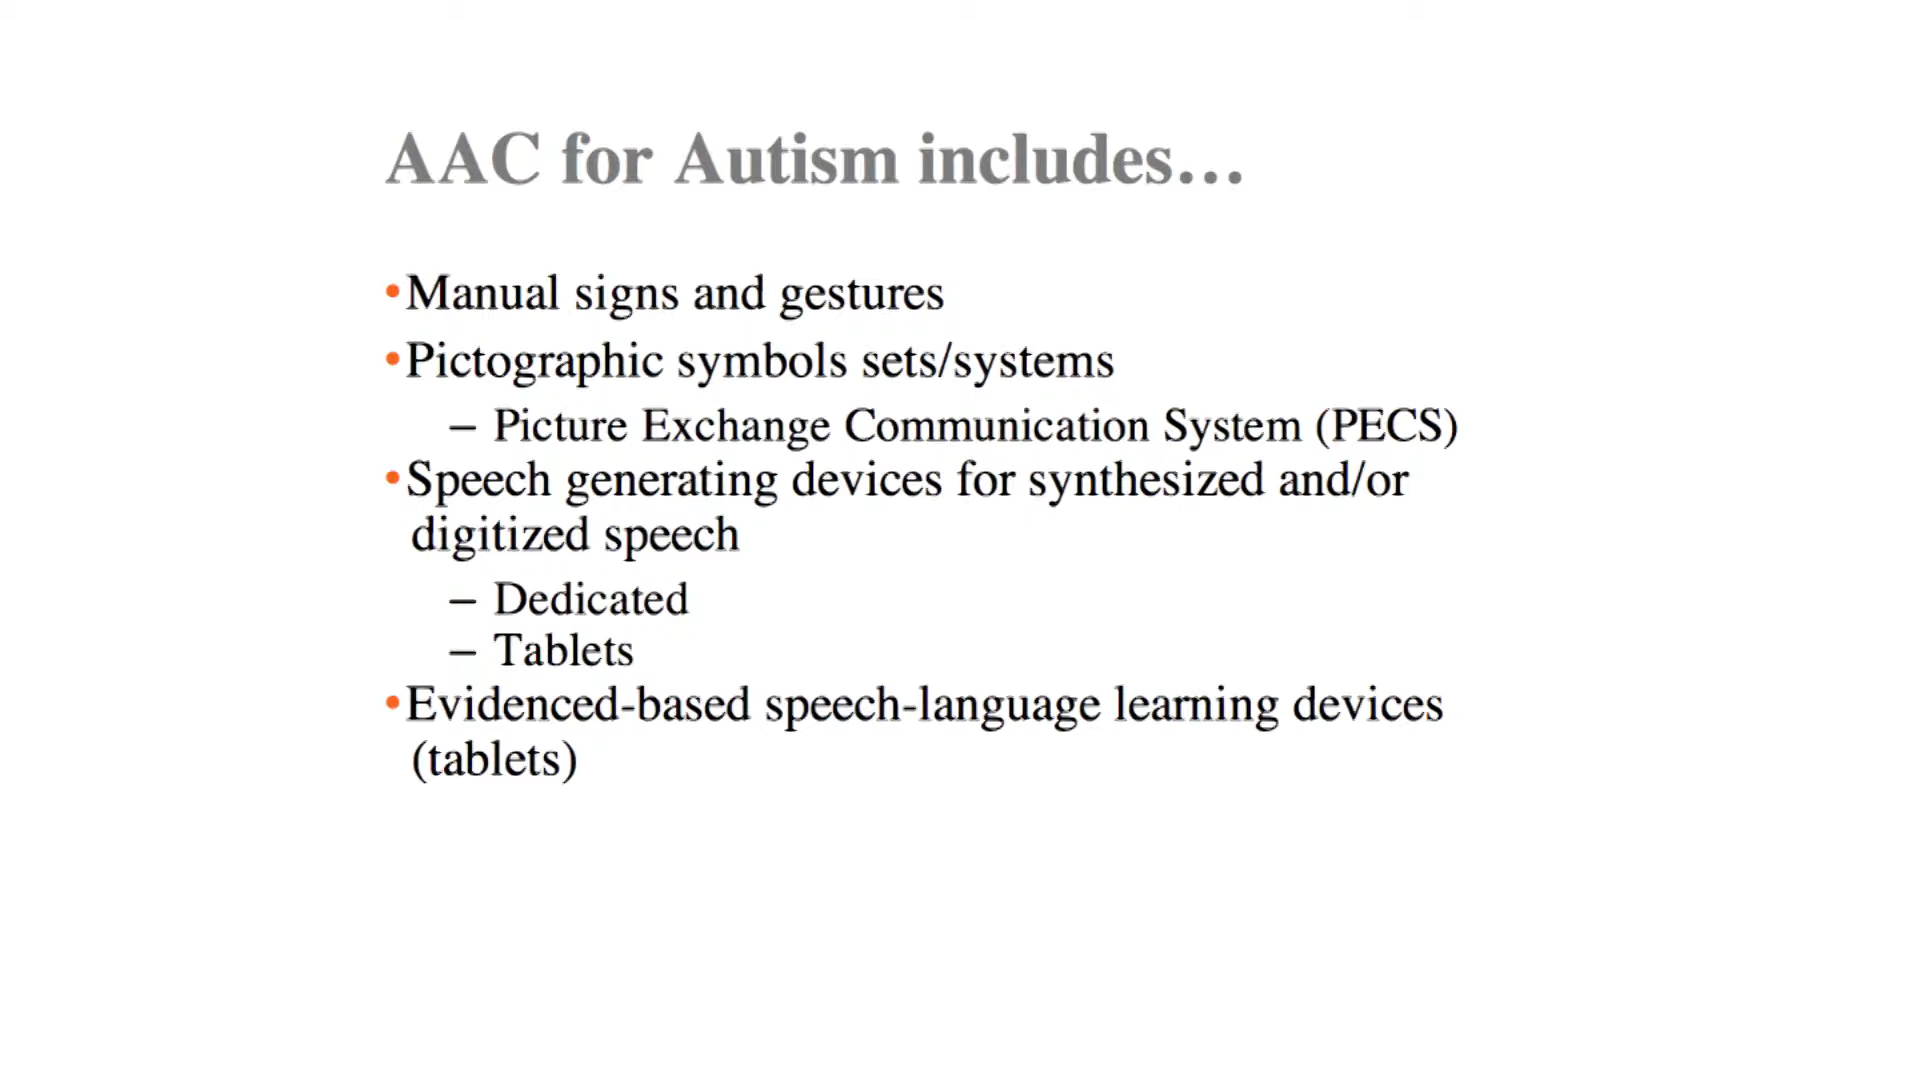 AAC for Autism includes…
•Manual signs and gestures
•Pictographic symbols sets/systems
– Picture Exchange Communication System (PECS)
•Speech generating devices for synthesized and/or
digitized speech
– Dedicated
– Tablets
•Evidenced-based speech-language learning devices
(tablets)